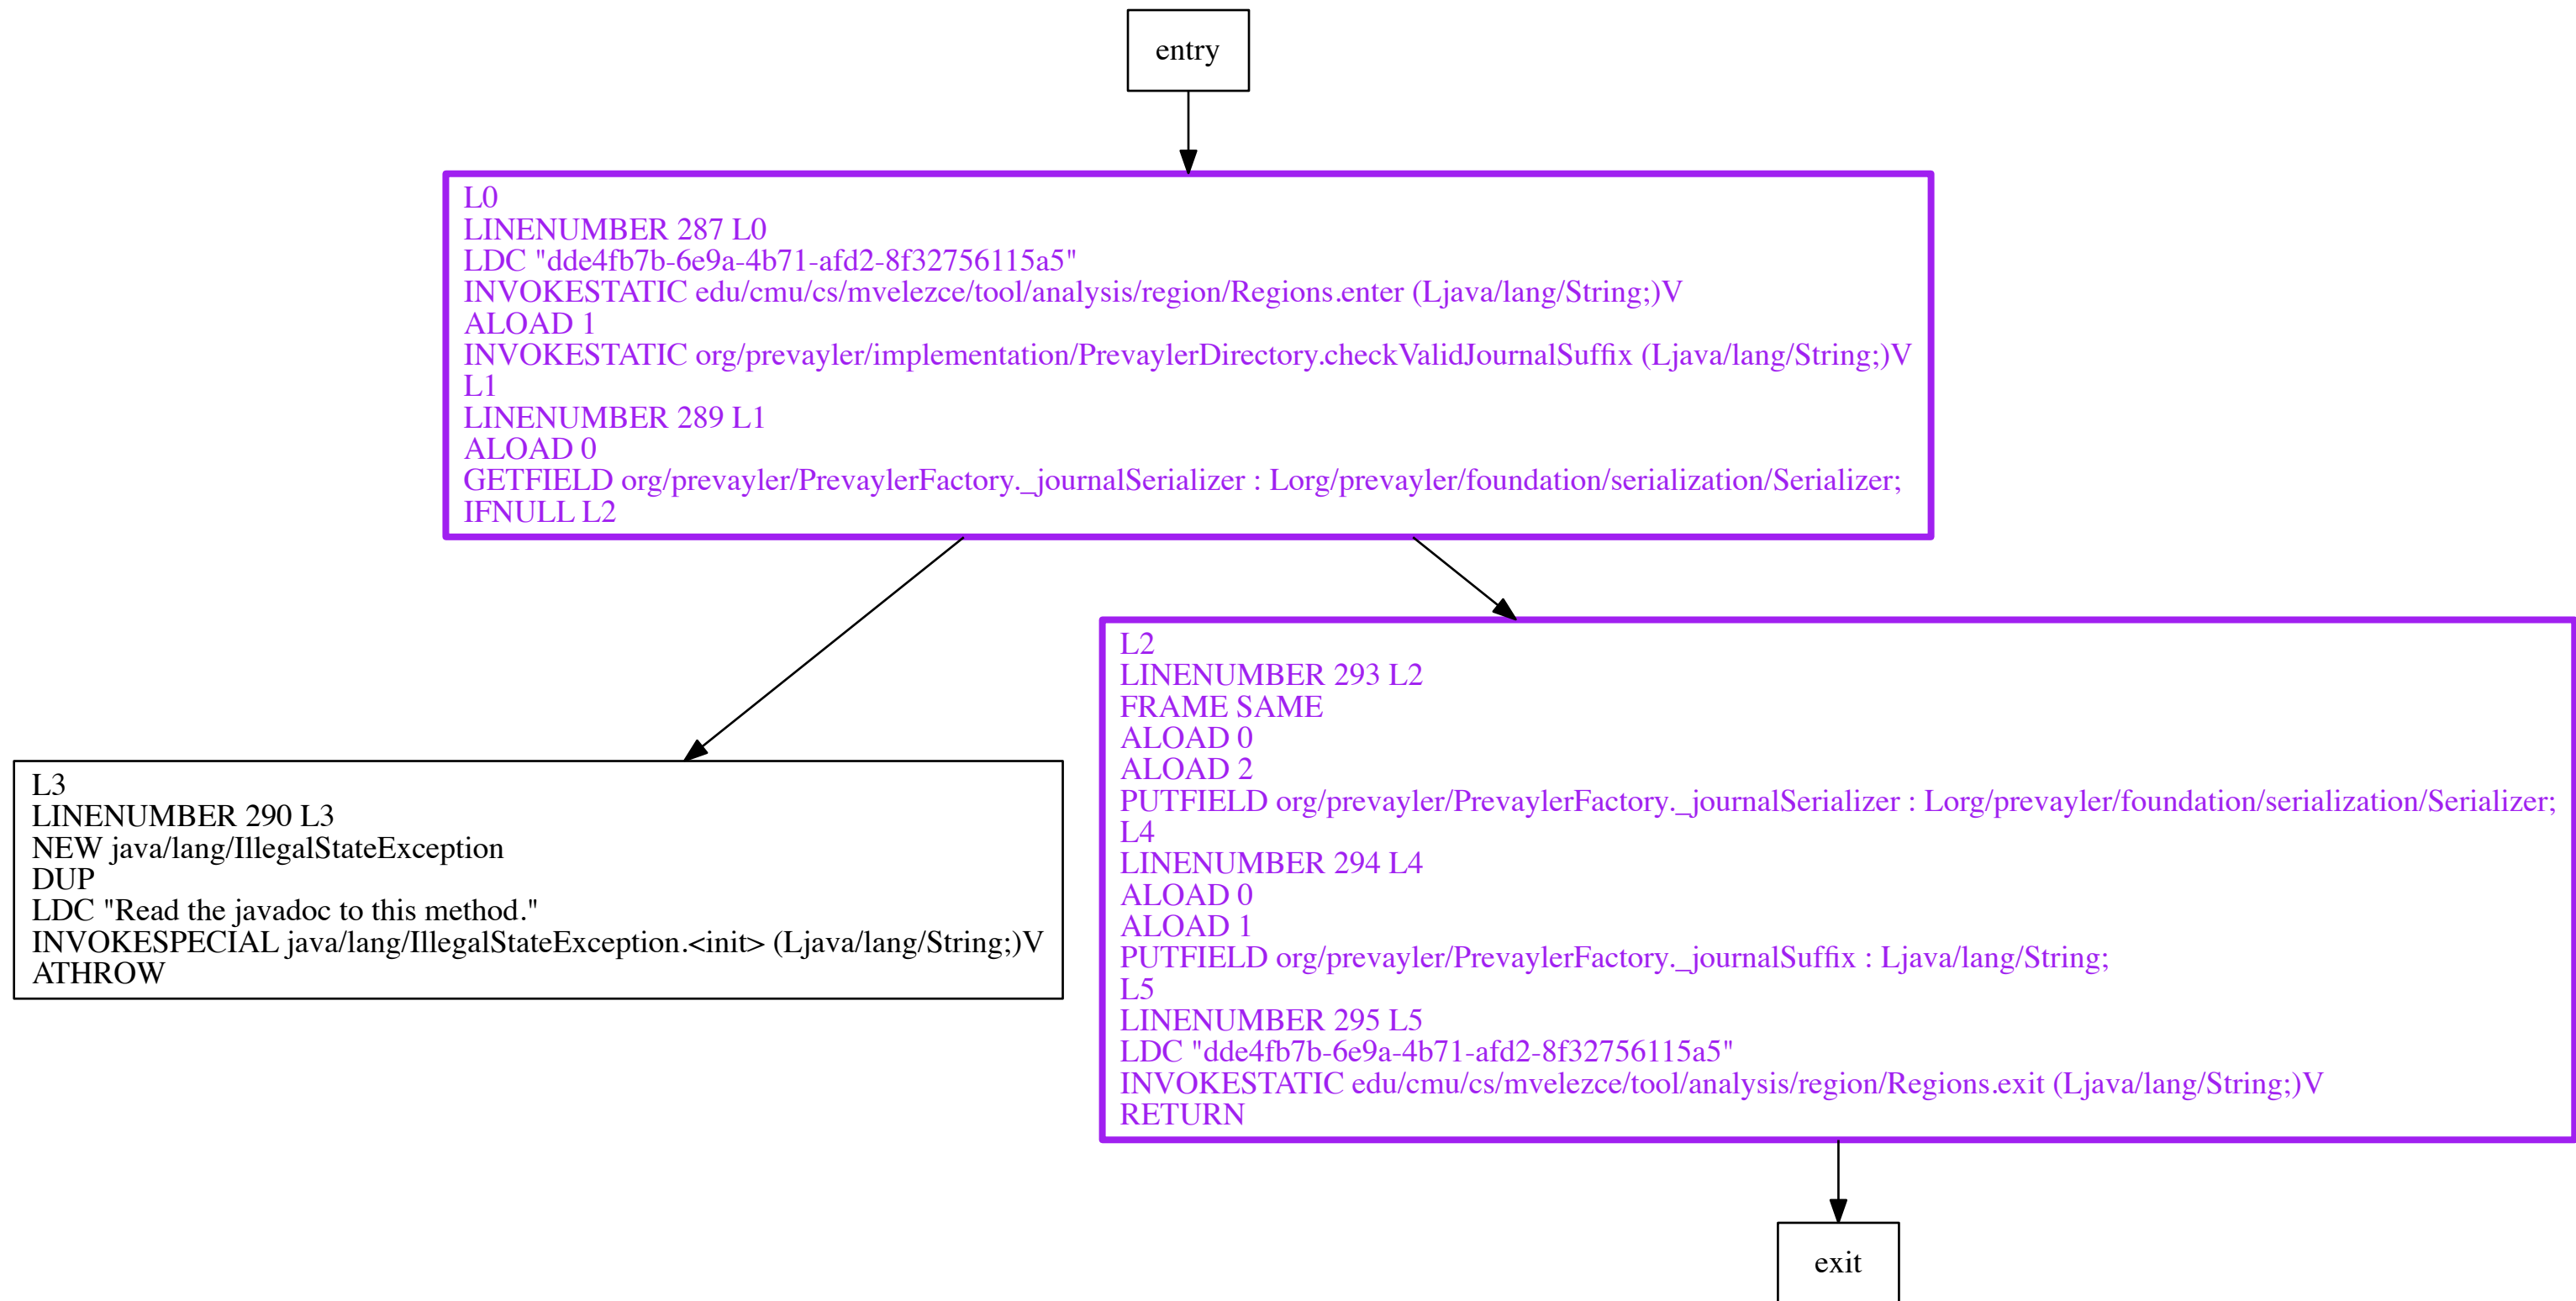 entry
L0
LINENUMBER 287 L0
LDC "dde4fb7b-6e9a-4b71-afd2-8f32756115a5"
INVOKESTATIC edu/cmu/cs/mvelezce/tool/analysis/region/Regions.enter (Ljava/lang/String;)V
ALOAD 1
INVOKESTATIC org/prevayler/implementation/PrevaylerDirectory.checkValidJournalSuffix (Ljava/lang/String;)V
L1
LINENUMBER 289 L1
ALOAD 0
GETFIELD org/prevayler/PrevaylerFactory._journalSerializer : Lorg/prevayler/foundation/serialization/Serializer;
IFNULL L2
L3
LINENUMBER 290 L3
NEW java/lang/IllegalStateException
DUP
LDC "Read the javadoc to this method."
INVOKESPECIAL java/lang/IllegalStateException.<init> (Ljava/lang/String;)V
ATHROW
L2
LINENUMBER 293 L2
FRAME SAME
ALOAD 0
ALOAD 2
PUTFIELD org/prevayler/PrevaylerFactory._journalSerializer : Lorg/prevayler/foundation/serialization/Serializer;
L4
LINENUMBER 294 L4
ALOAD 0
ALOAD 1
PUTFIELD org/prevayler/PrevaylerFactory._journalSuffix : Ljava/lang/String;
L5
LINENUMBER 295 L5
LDC "dde4fb7b-6e9a-4b71-afd2-8f32756115a5"
INVOKESTATIC edu/cmu/cs/mvelezce/tool/analysis/region/Regions.exit (Ljava/lang/String;)V
RETURN
exit